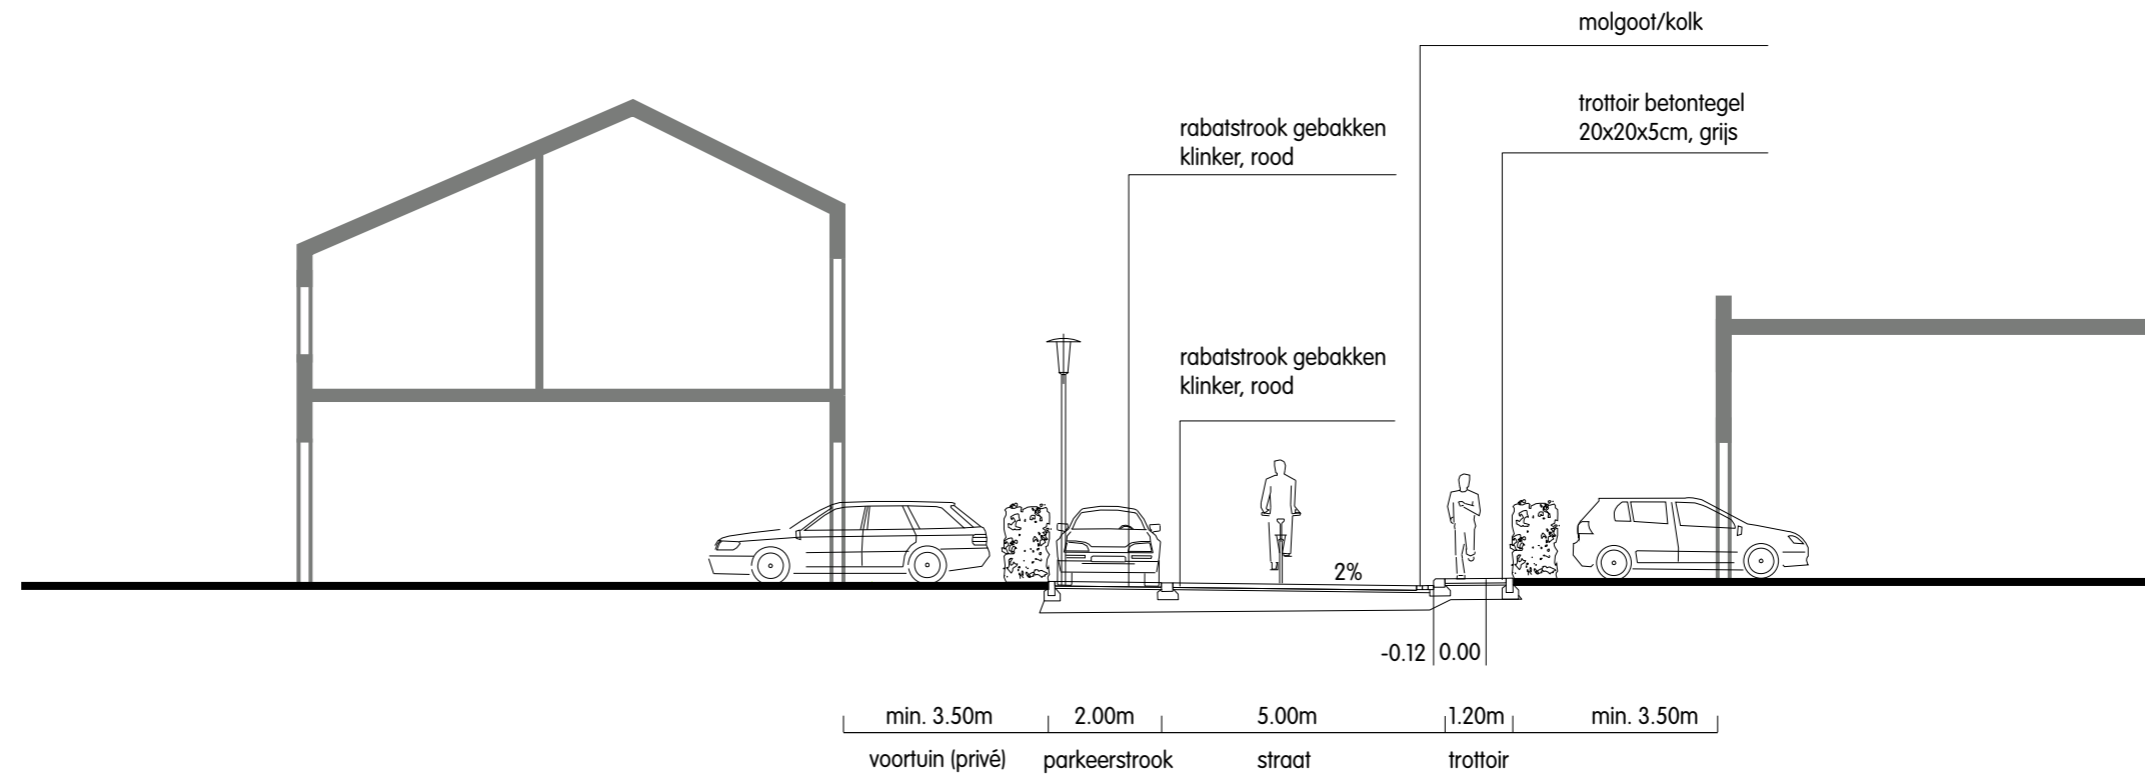 molgoot/kolk
trottoir betontegel
20x20x5cm, grijs
rabatstrook gebakken
klinker, rood
rabatstrook gebakken
klinker, rood
2%
-0.12 0.00
min. 3.50m 2.00m 5.00m 1.20m min. 3.50m
voortuin (privé) parkeerstrook straat trottoir